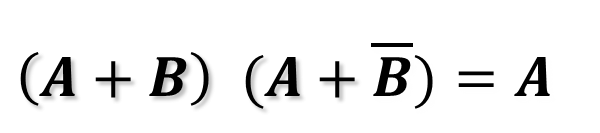 (A + B) (A + B̅) = A